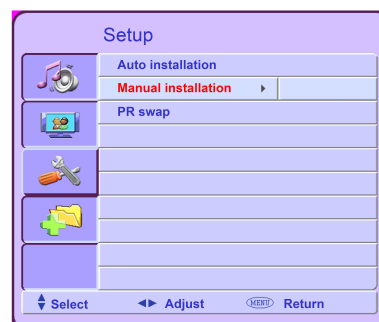 Setup
Auto installation
Manual installation
PR swap
Select Adjust MENU Return